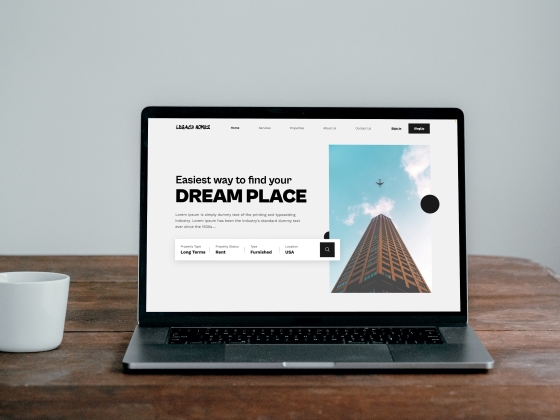 LEGACY HOMES
Home Services Properties About Us Contact Us Sign in
Easiest way to find your
DREAM PLACE
Lorem Ipsum is simply dummy text of the printing and typesetting
industry. Lorem Ipsum has been the industry's standard dummy text
ever since the 1500s...
Property Type Property Status Type Location
Long Terms Rent Furnished USA